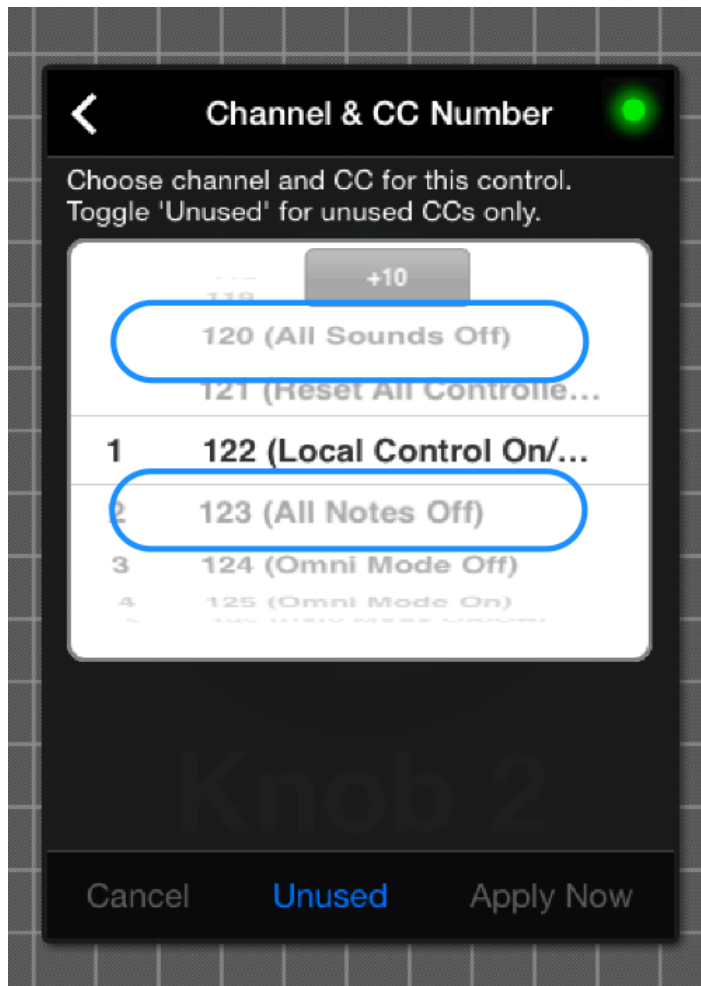 Channel & CC Number
Choose channel and CC for this control.
Toggle 'Unused' for unused CCs only.
+10
119
120 (All Sounds Off)
121 (Reset All Controlle...
1 122 (Local Control On/...
2 123 (All Notes Off)
3 124 (Omni Mode Off)
4 125 (Omni Mode On)
Knob 2
Cancel Unused Apply Now